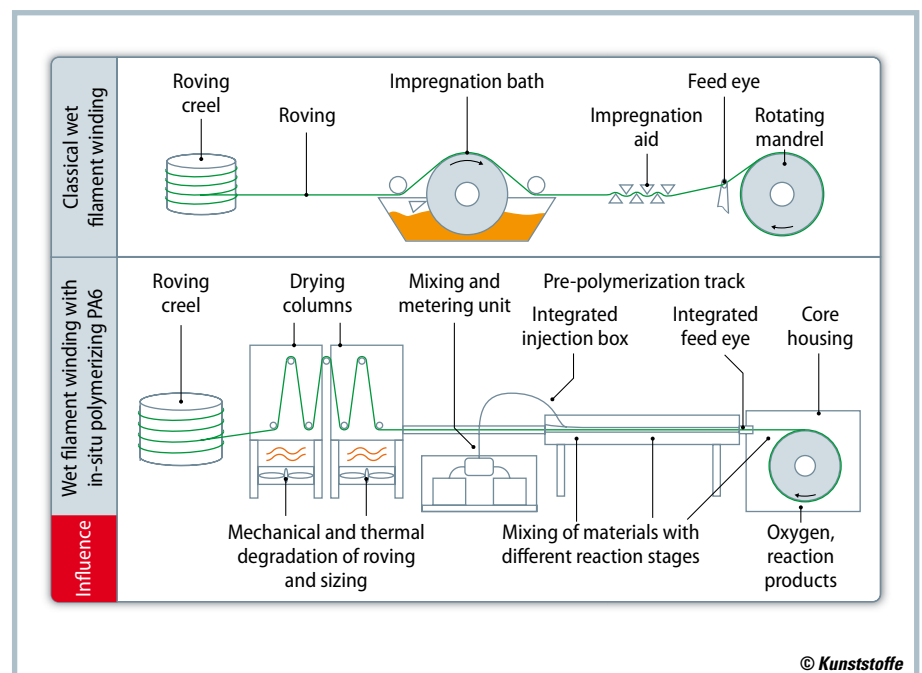 Classical wet
filament winding
Roving
creel
Roving
Impregnation bath
Impregnation
aid
Feed eye
Rotating
mandrel
Wet filament winding with
in-situ polymerizing PA6
Roving
creel
Drying
columns
Mixing and
metering unit
Pre-polymerization track
Integrated
injection box
Integrated
feed eye
Core
housing
Influence
Mechanical and thermal
degradation of roving
and sizing
Mixing of materials with
different reaction stages
Oxygen,
reaction
products
© Kunststoffe